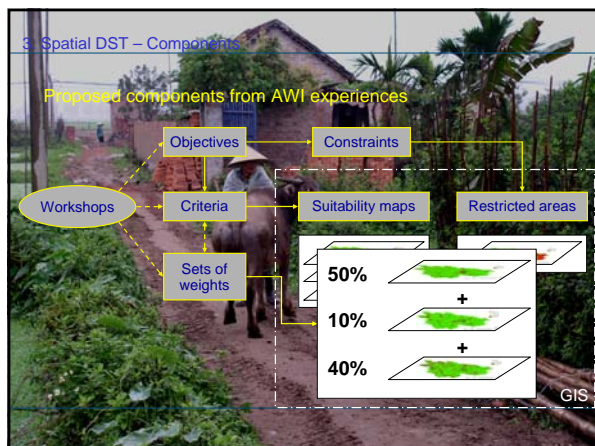 3. Spatial DST – Components
Proposed components from AWI experiences
Objectives
Constraints
Workshops
Criteria
Suitability maps
Restricted areas
Sets of
weights
50%
+
10%
+
40%
GIS